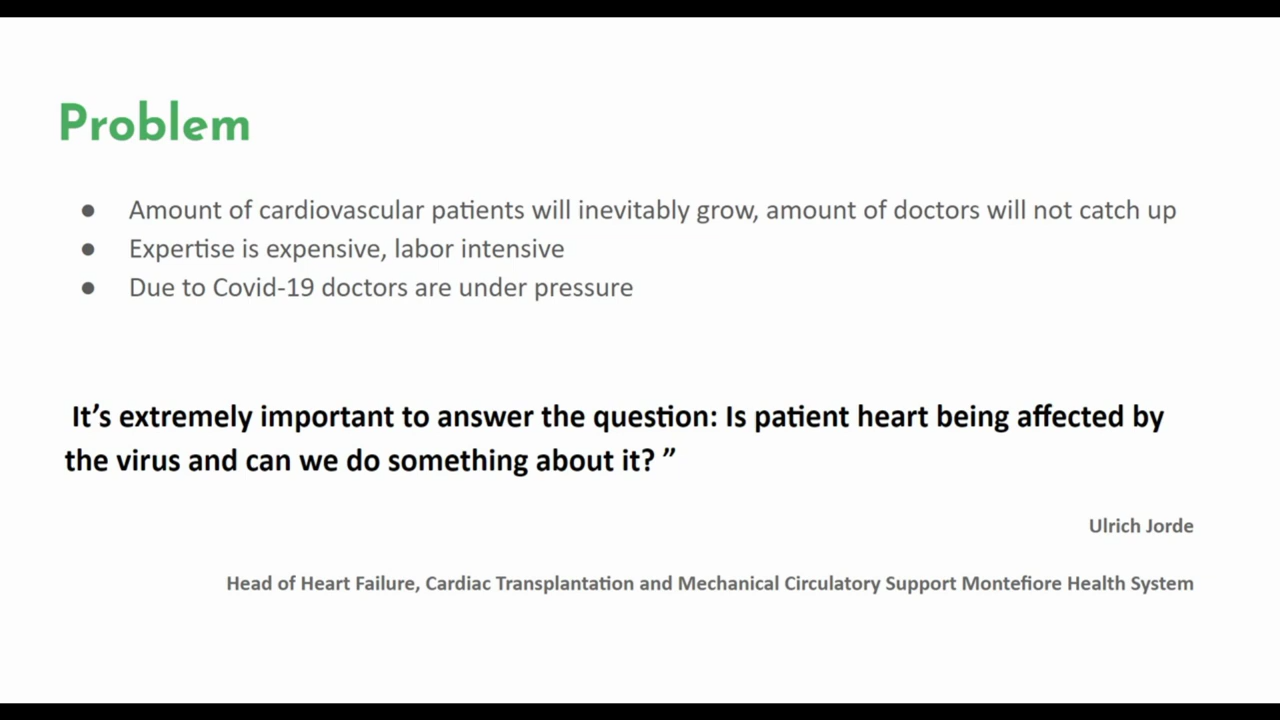 Problem
● Amount of cardiovascular patients will inevitably grow, amount of doctors will not catch up
● Expertise is expensive, labor intensive
● Due to Covid-19 doctors are under pressure
It’s extremely important to answer the question: Is patient heart being affected by
the virus and can we do something about it? ”
Ulrich Jorde
Head of Heart Failure, Cardiac Transplantation and Mechanical Circulatory Support Montefiore Health System